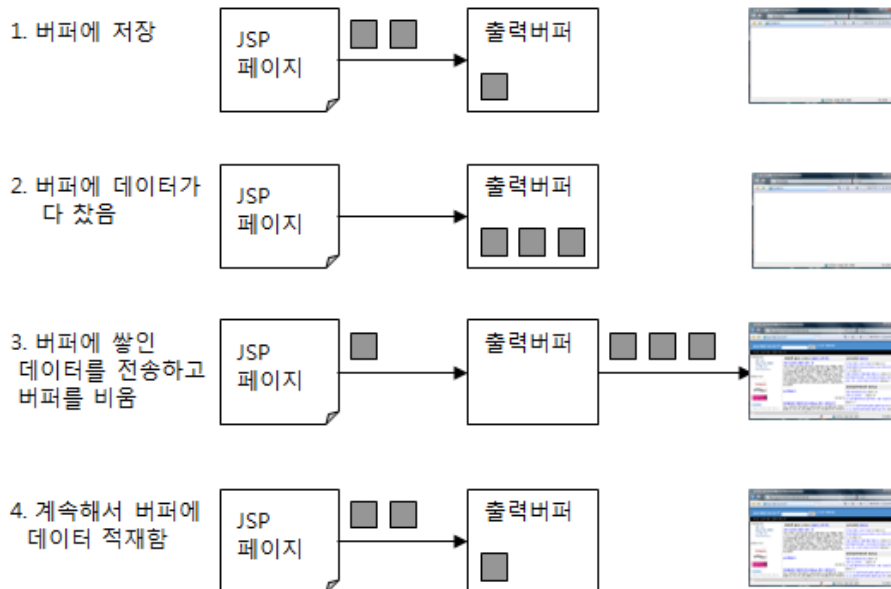 1. 버퍼에 저장
JSP
페이지
출력버퍼
2. 버퍼에 데이터가
다 찼음
JSP
페이지
출력버퍼
3. 버퍼에 쌓인
데이터를 전송하고
버퍼를 비움
JSP
페이지
출력버퍼
4. 계속해서 버퍼에
데이터 적재함
JSP
페이지
출력버퍼